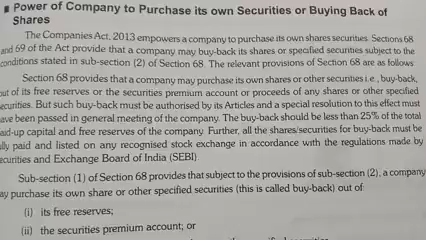 Power of Company to Purchase its own Securities or Buying Back of
Shares
The Companies Act, 2013 empowers a company to purchase its own shares securities. Sections 68
and 69 of the Act provide that a company may buy-back its shares or specified securities subject to the
conditions stated in sub-section (2) of Section 68. The relevant provisions of Section 68 are as follows
Section 68 provides that a company may purchase its own shares or other securities i.e., buy-back,
out of its free reserves or the securities premium account or proceeds of any shares or other specified
ecurities. But such buy-back must be authorised by its Articles and a special resolution to this effect must
ave been passed in general meeting of the company. The buy-back should be less than 25% of the total
aid-up capital and free reserves of the company. Further, all the shares/securities for buy-back must be
lly paid and listed on any recognised stock exchange in accordance with the regulations made by
ecurities and Exchange Board of India (SEBI)
Sub-section (1) of Section 68 provides that subject to the provisions of sub-section (2), a company
ay purchase its own share or other specified securities (this is called buy-back) out of:
(i) its free reserves;
(ii) the securities premium account; or